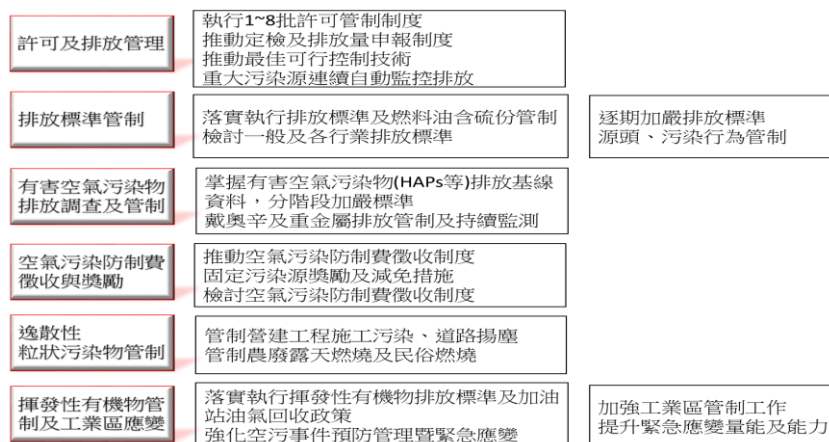 許可及排放管理
執行1~8批許可管制制度
推動定檢及排放量申報制度
推動最佳可行控制技術
重大污染源連續自動監控排放
排放標準管制
落實執行排放標準及燃料油含硫份管制
檢討一般及各行業排放標準
逐期加嚴排放標準
源頭、污染行為管制
有害空氣污染物
排放調查及管制
掌握有害空氣污染物(HAPs等)排放基線
資料，分階段加嚴標準
戴奧辛及重金屬排放管制及持續監測
空氣污染防制費
徵收與獎勵
推動空氣污染防制費徵收制度
固定污染源獎勵及減免措施
檢討空氣污染防制費徵收制度
逸散性
粒狀污染物管制
管制營建工程施工污染、道路揚塵
管制農廢露天燃燒及民俗燃燒
揮發性有機物管
制及工業區應變
落實執行揮發性有機物排放標準及加油
站油氣回收政策
強化空污事件預防管理暨緊急應變
加強工業區管制工作
提升緊急應變量能及能力